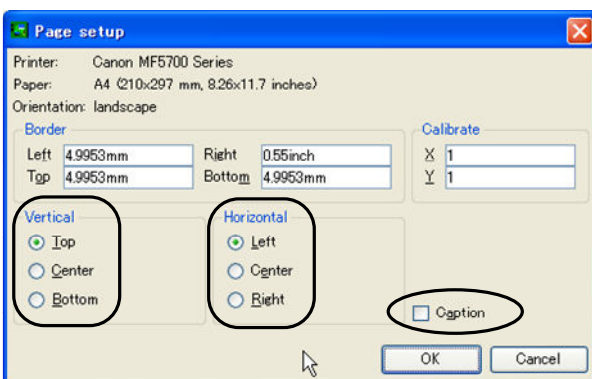 Page setup
Printer: Canon MF5700 Series
Paper: A4 (210x297 mm, 8.26x11.7 inches)
Orientation: landscape
Border
Calibrate
Left 4.9953mm Right 0.55inch X 1
Top 4.9953mm Bottom 4.9953mm Y 1
Vertical Horizontal
Top Left
Center Center
Bottom Right
Caption
OK Cancel